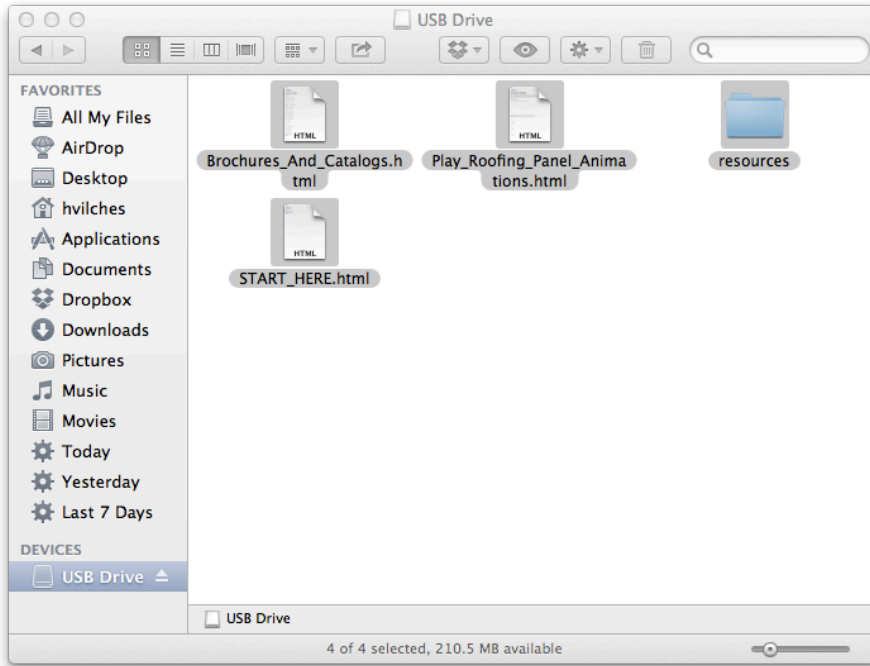 USB Drive
FAVORITES
All My Files
AirDrop
Desktop
hvilches
Applications
Documents
Dropbox
Downloads
Pictures
Music
Movies
Today
Yesterday
Last 7 Days
DEVICES
USB Drive
HTML
Brochures_And_Catalogs.h
tml
HTML
Play_Roofing_Panel_Anima
tions.html
resources
HTML
START_HERE.html
USB Drive
4 of 4 selected, 210.5 MB available